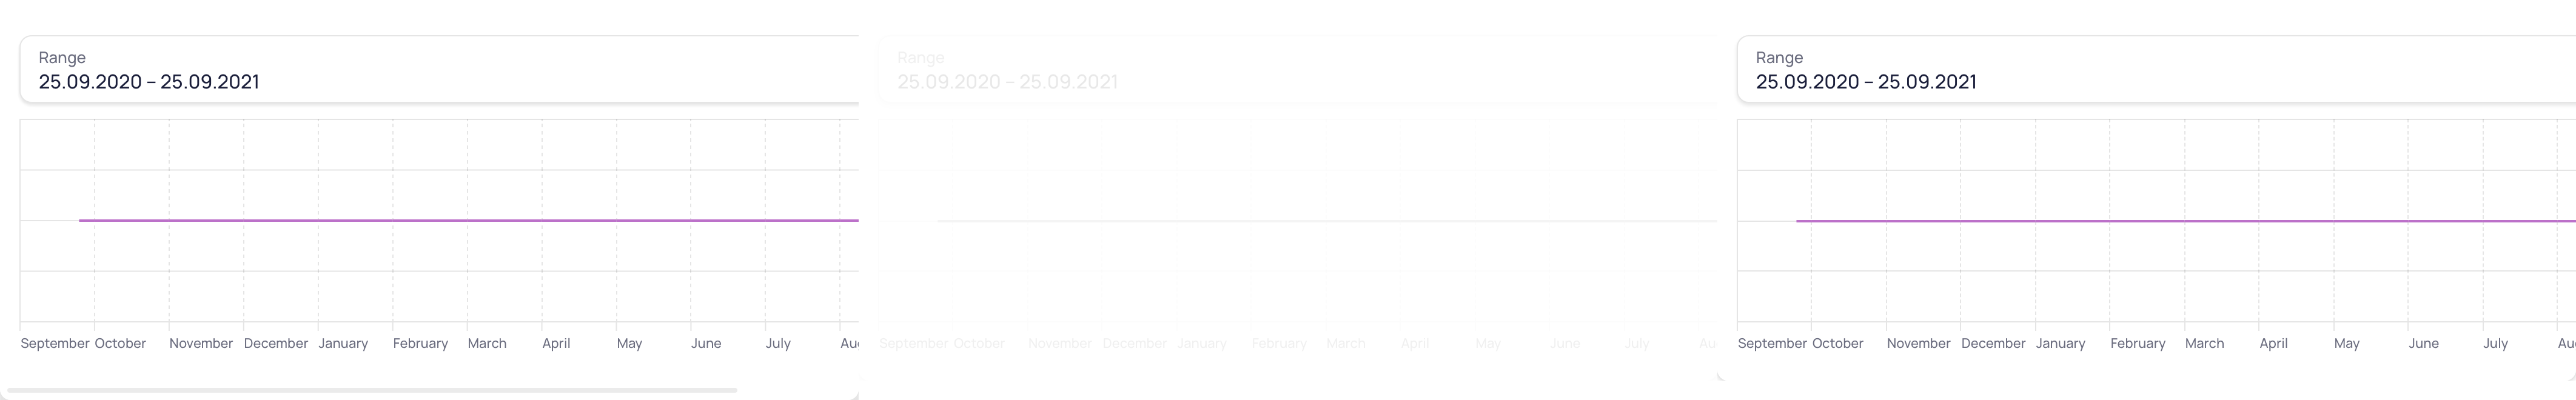 Range
25.09.2020 – 25.09.2021
September October November December January February March April May June July Au
Range
25.09.2020 – 25.09.2021
September October November December January February March April May June July Au
Range
25.09.2020 – 25.09.2021
September October November December January February March April May June July Au